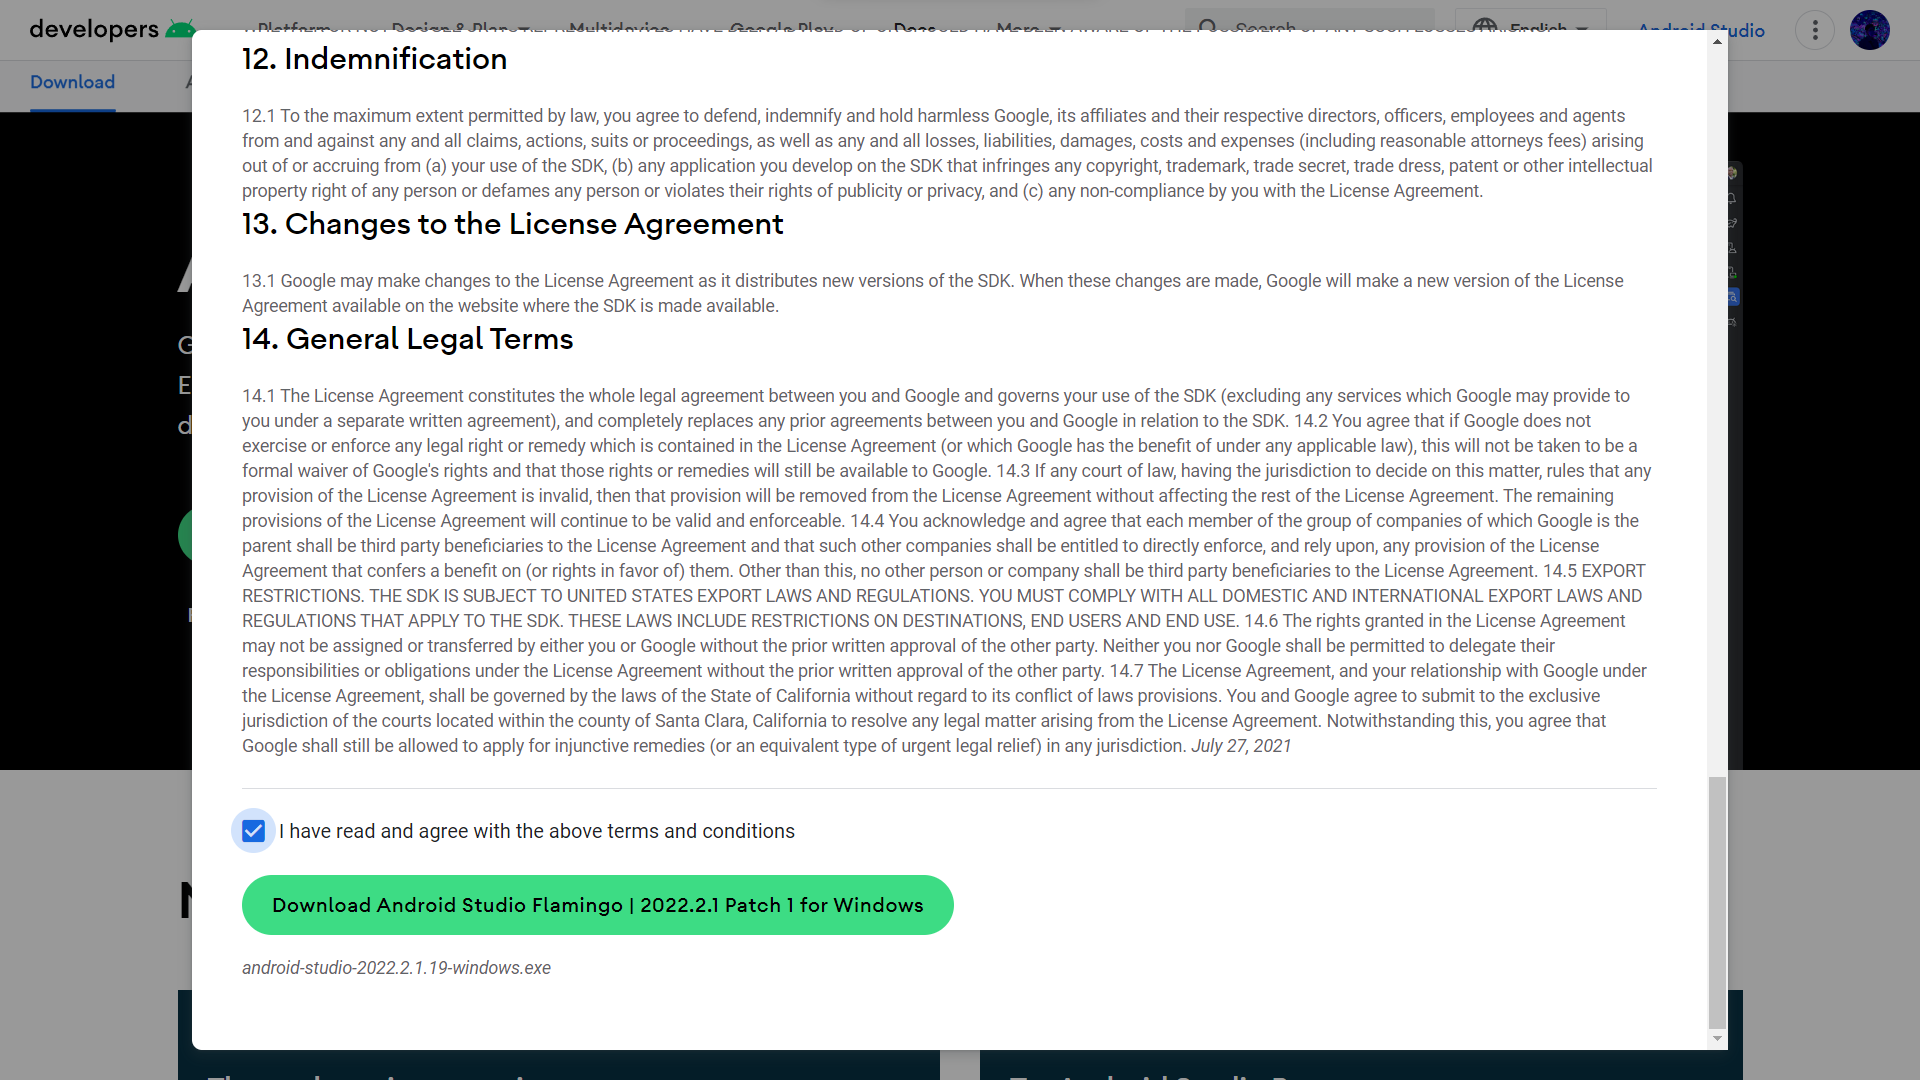 developers
Search
English
Android Studio
Download
12. Indemnification
12.1 To the maximum extent permitted by law, you agree to defend, indemnify and hold harmless Google, its affiliates and their respective directors, officers, employees and agents
from and against any and all claims, actions, suits or proceedings, as well as any and all losses, liabilities, damages, costs and expenses (including reasonable attorneys fees) arising
out of or accruing from (a) your use of the SDK, (b) any application you develop on the SDK that infringes any copyright, trademark, trade secret, trade dress, patent or other intellectual
property right of any person or defames any person or violates their rights of publicity or privacy, and (c) any non-compliance by you with the License Agreement.
13. Changes to the License Agreement
13.1 Google may make changes to the License Agreement as it distributes new versions of the SDK. When these changes are made, Google will make a new version of the License
Agreement available on the website where the SDK is made available.
14. General Legal Terms
14.1 The License Agreement constitutes the whole legal agreement between you and Google and governs your use of the SDK (excluding any services which Google may provide to
you under a separate written agreement), and completely replaces any prior agreements between you and Google in relation to the SDK. 14.2 You agree that if Google does not
exercise or enforce any legal right or remedy which is contained in the License Agreement (or which Google has the benefit of under any applicable law), this will not be taken to be a
formal waiver of Google's rights and that those rights or remedies will still be available to Google. 14.3 If any court of law, having the jurisdiction to decide on this matter, rules that any
provision of the License Agreement is invalid, then that provision will be removed from the License Agreement without affecting the rest of the License Agreement. The remaining
provisions of the License Agreement will continue to be valid and enforceable. 14.4 You acknowledge and agree that each member of the group of companies of which Google is the
parent shall be third party beneficiaries to the License Agreement and that such other companies shall be entitled to directly enforce, and rely upon, any provision of the License
Agreement that confers a benefit on (or rights in favor of) them. Other than this, no other person or company shall be third party beneficiaries to the License Agreement. 14.5 EXPORT
RESTRICTIONS. THE SDK IS SUBJECT TO UNITED STATES EXPORT LAWS AND REGULATIONS. YOU MUST COMPLY WITH ALL DOMESTIC AND INTERNATIONAL EXPORT LAWS AND
REGULATIONS THAT APPLY TO THE SDK. THESE LAWS INCLUDE RESTRICTIONS ON DESTINATIONS, END USERS AND END USE. 14.6 The rights granted in the License Agreement
may not be assigned or transferred by either you or Google without the prior written approval of the other party. Neither you nor Google shall be permitted to delegate their
responsibilities or obligations under the License Agreement without the prior written approval of the other party. 14.7 The License Agreement, and your relationship with Google under
the License Agreement, shall be governed by the laws of the State of California without regard to its conflict of laws provisions. You and Google agree to submit to the exclusive
jurisdiction of the courts located within the county of Santa Clara, California to resolve any legal matter arising from the License Agreement. Notwithstanding this, you agree that
Google shall still be allowed to apply for injunctive remedies (or an equivalent type of urgent legal relief) in any jurisdiction. July 27, 2021
I have read and agree with the above terms and conditions
Download Android Studio Flamingo | 2022.2.1 Patch 1 for Windows
android-studio-2022.2.1.19-windows.exe